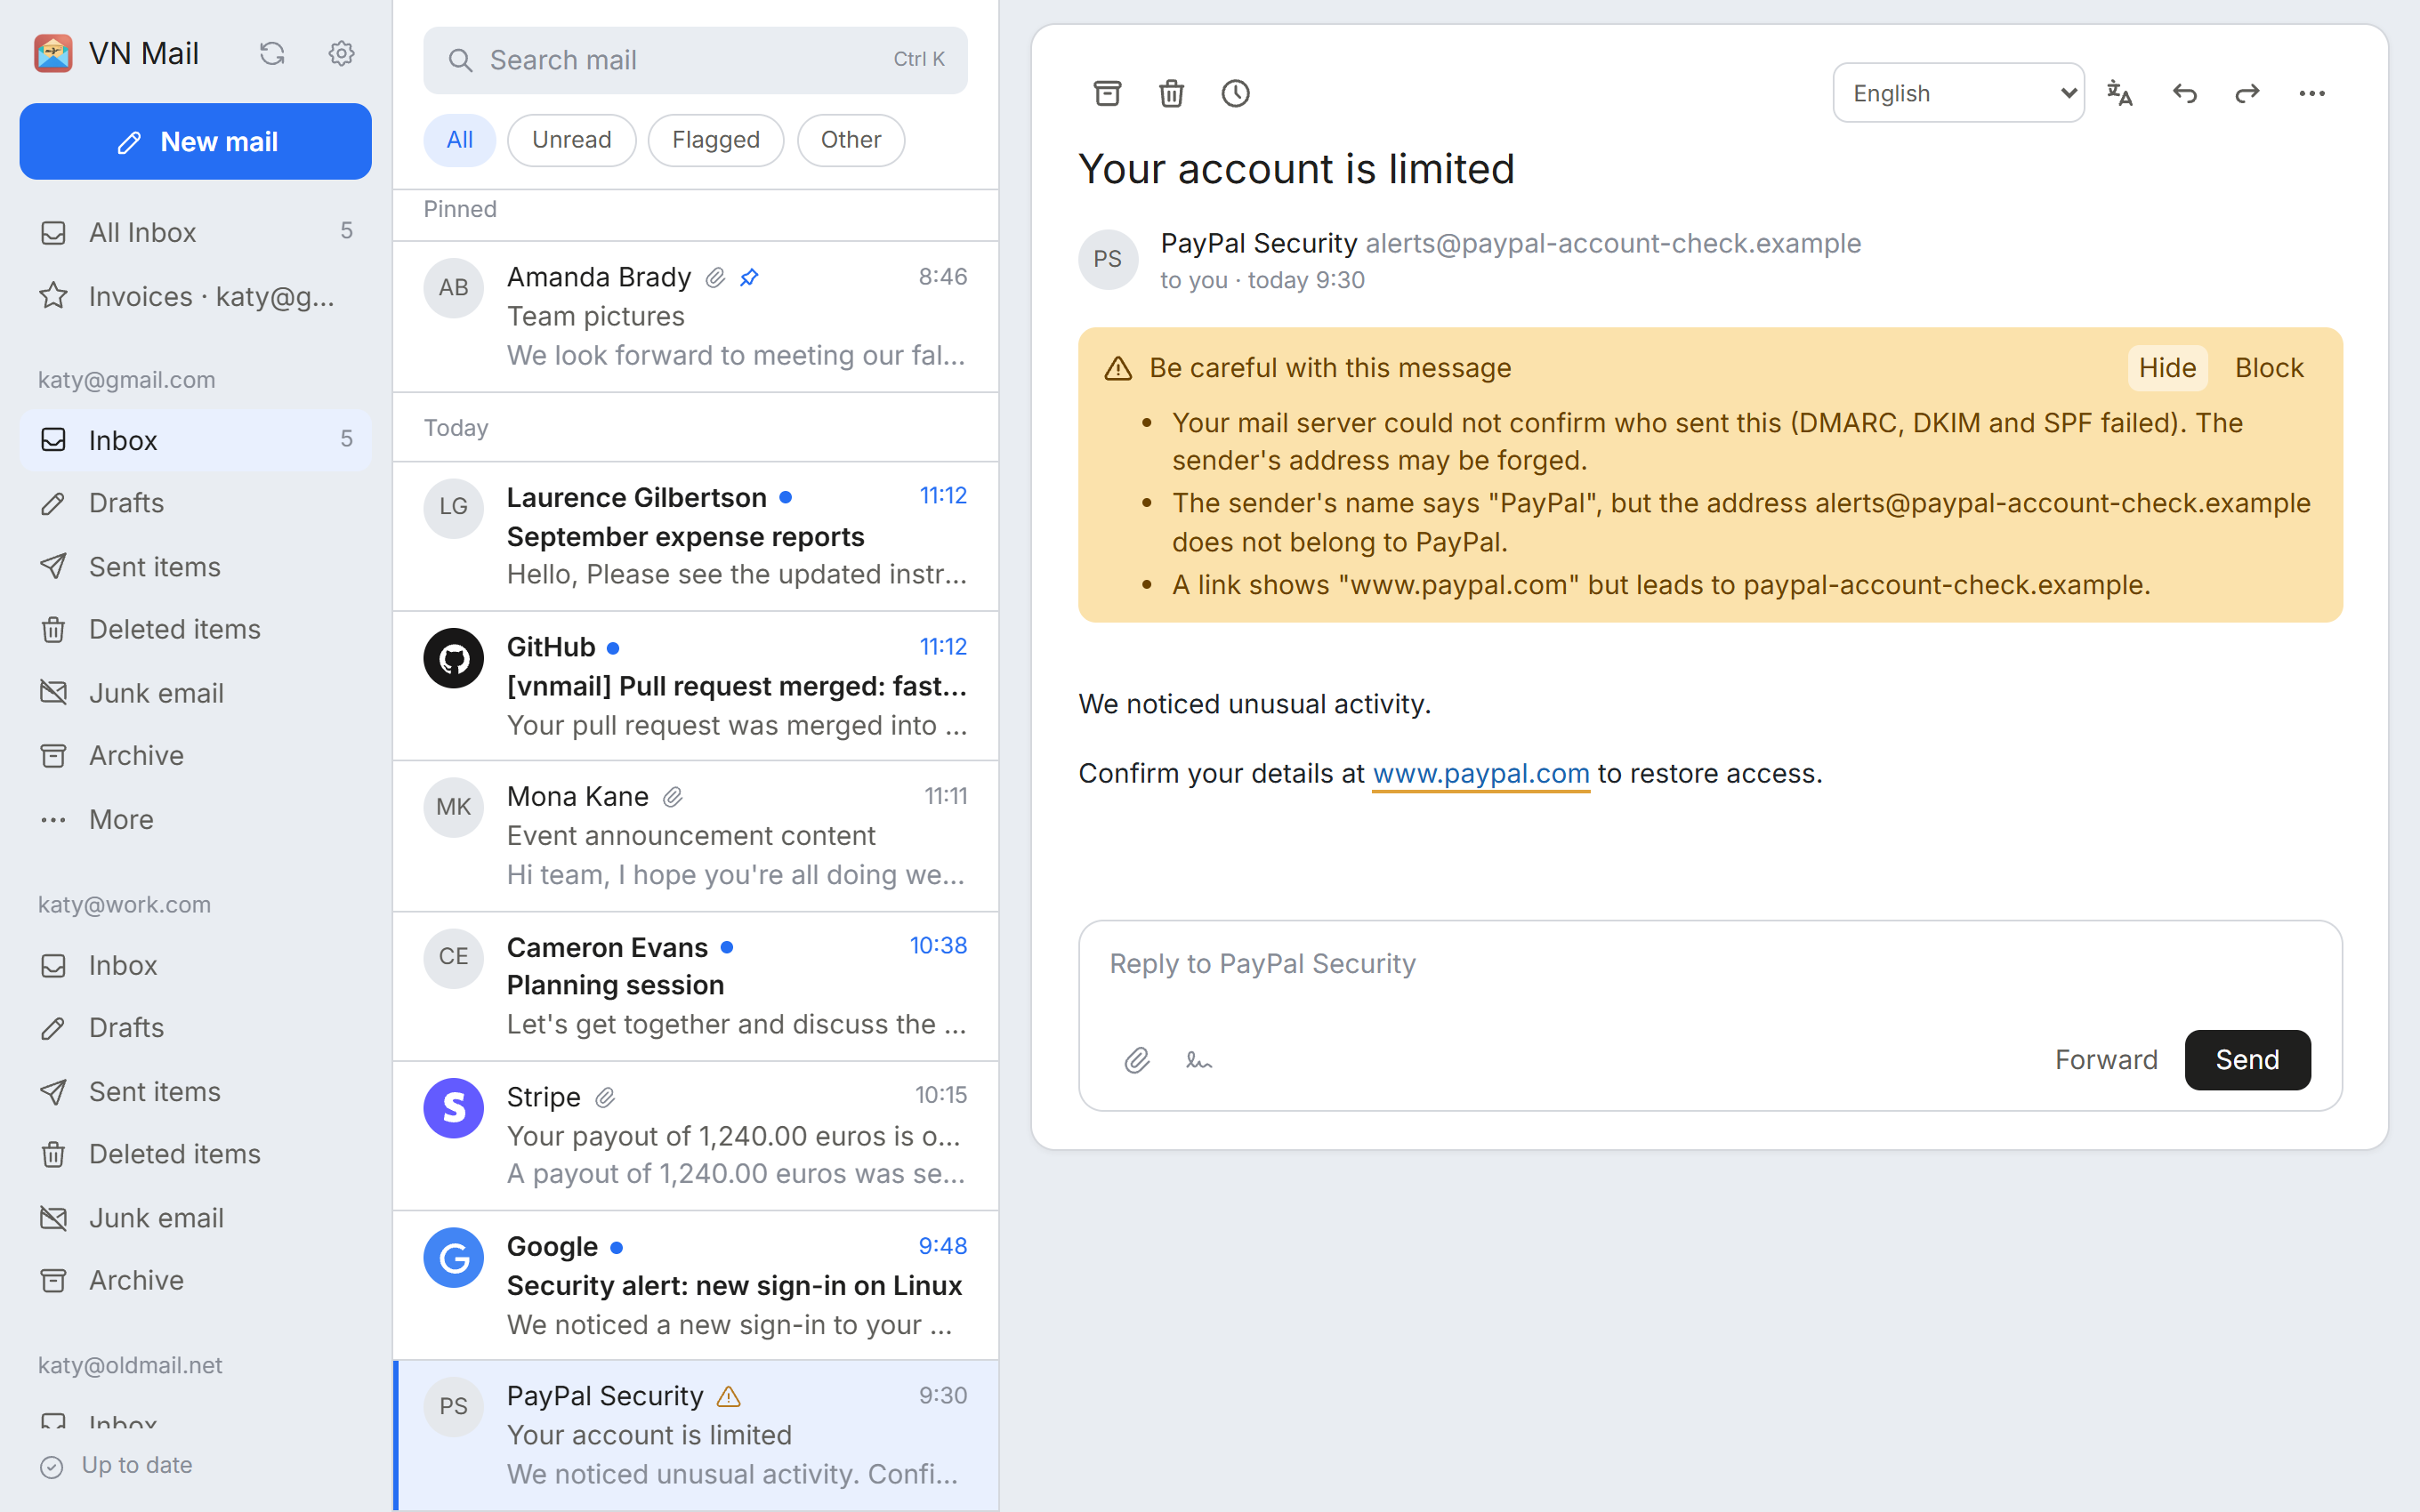 VN Mail
New mail
All Inbox 5
Invoices · katy@g...
katy@gmail.com
Inbox 5
Drafts
Sent items
Deleted items
Junk email
Archive
More
katy@work.com
Inbox
Drafts
Sent items
Deleted items
Junk email
Archive
katy@oldmail.net
Inbox
Up to date
Search mail Ctrl K
All Unread Flagged Other
Pinned
AB Amanda Brady 8:46
Team pictures
We look forward to meeting our fal...
Today
LG Laurence Gilbertson 11:12
September expense reports
Hello, Please see the updated instr...
GitHub 11:12
[vnmail] Pull request merged: fast...
Your pull request was merged into ...
MK Mona Kane 11:11
Event announcement content
Hi team, I hope you're all doing we...
CE Cameron Evans 10:38
Planning session
Let's get together and discuss the ...
S Stripe 10:15
Your payout of 1,240.00 euros is o...
A payout of 1,240.00 euros was se...
G Google 9:48
Security alert: new sign-in on Linux
We noticed a new sign-in to your ...
PS PayPal Security 9:30
Your account is limited
We noticed unusual activity. Confi...
English
Your account is limited
PS PayPal Security alerts@paypal-account-check.example
to you · today 9:30
Be careful with this message Hide Block
• Your mail server could not confirm who sent this (DMARC, DKIM and SPF failed). The
sender's address may be forged.
• The sender's name says "PayPal", but the address alerts@paypal-account-check.example
does not belong to PayPal.
• A link shows "www.paypal.com" but leads to paypal-account-check.example.
We noticed unusual activity.
Confirm your details at www.paypal.com to restore access.
Reply to PayPal Security
Forward Send